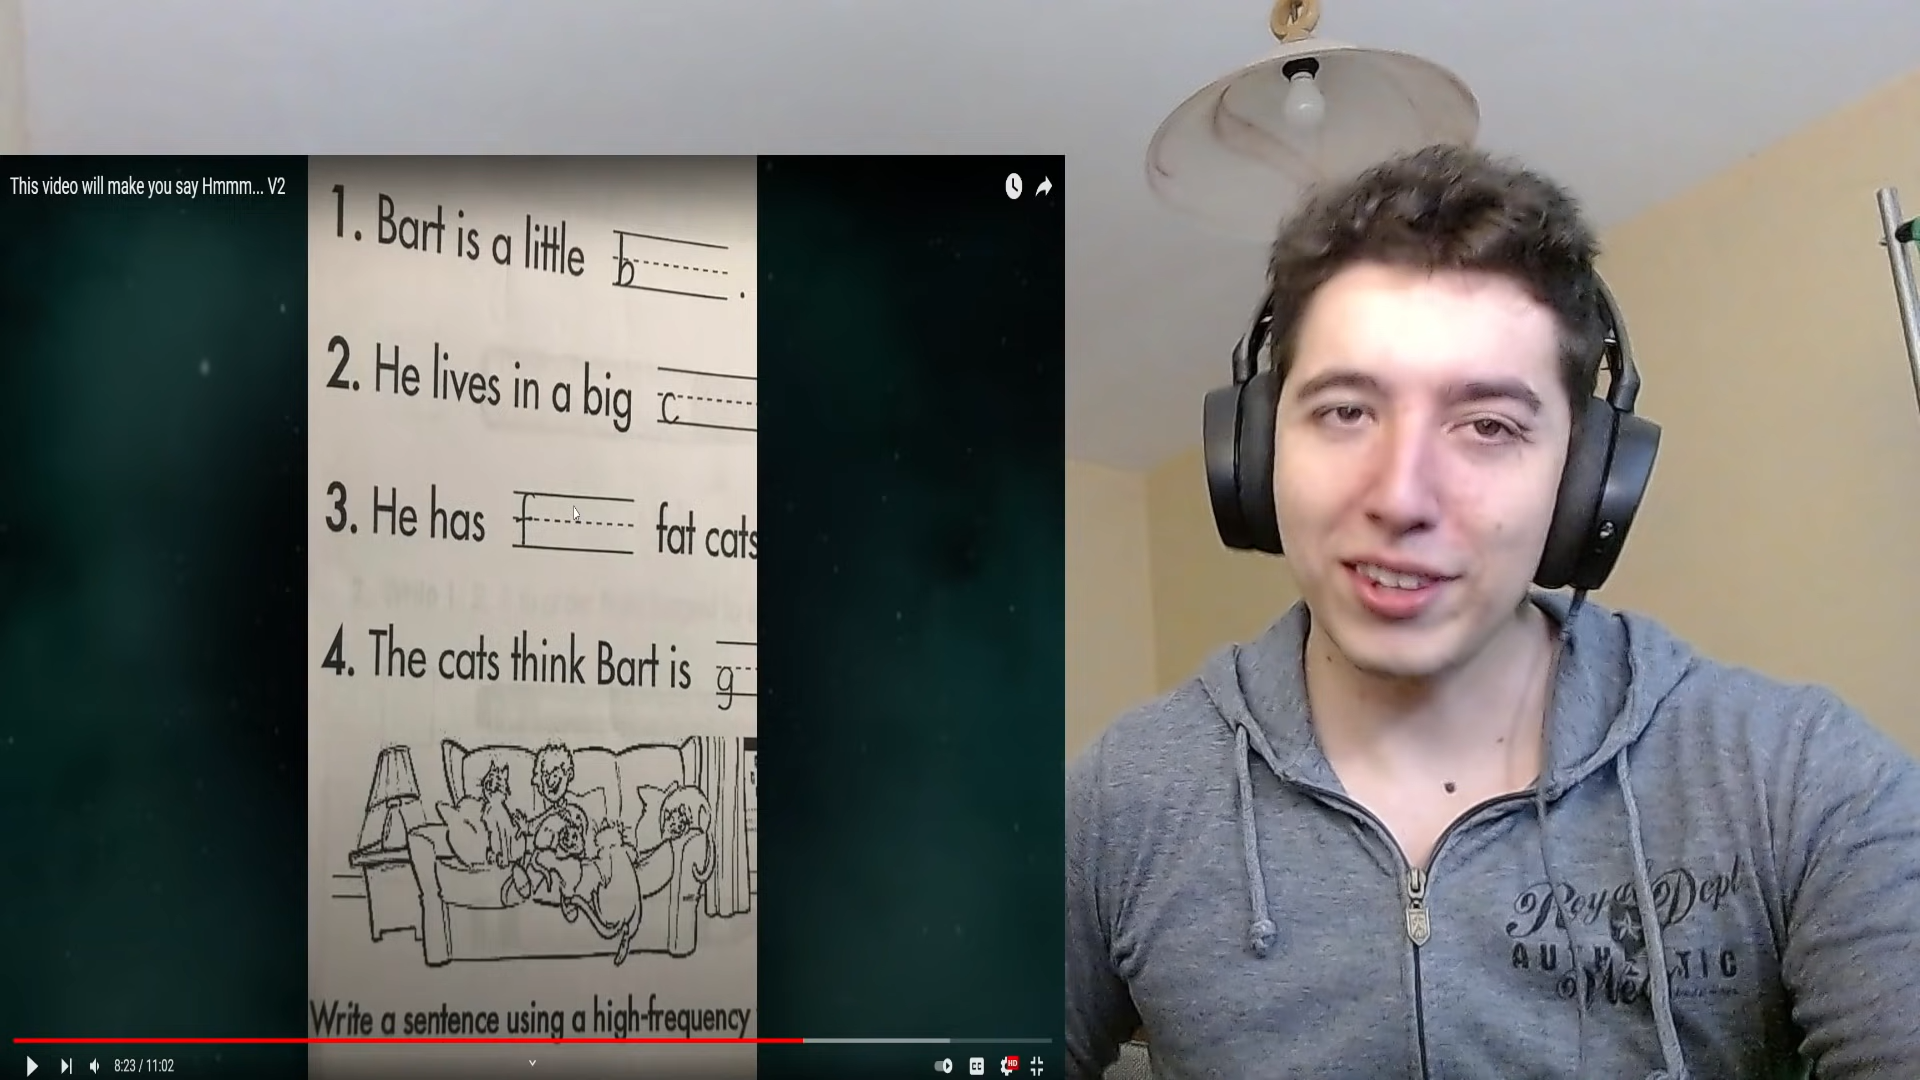 This video will make you say Hmmm... V2
1. Bart is a little b .
2. He lives in a big c
3. He has f fat cats
4. The cats think Bart is g
Write a sentence using a high-frequency
8:23 / 11:02
CC
HD
AUTHENTIC